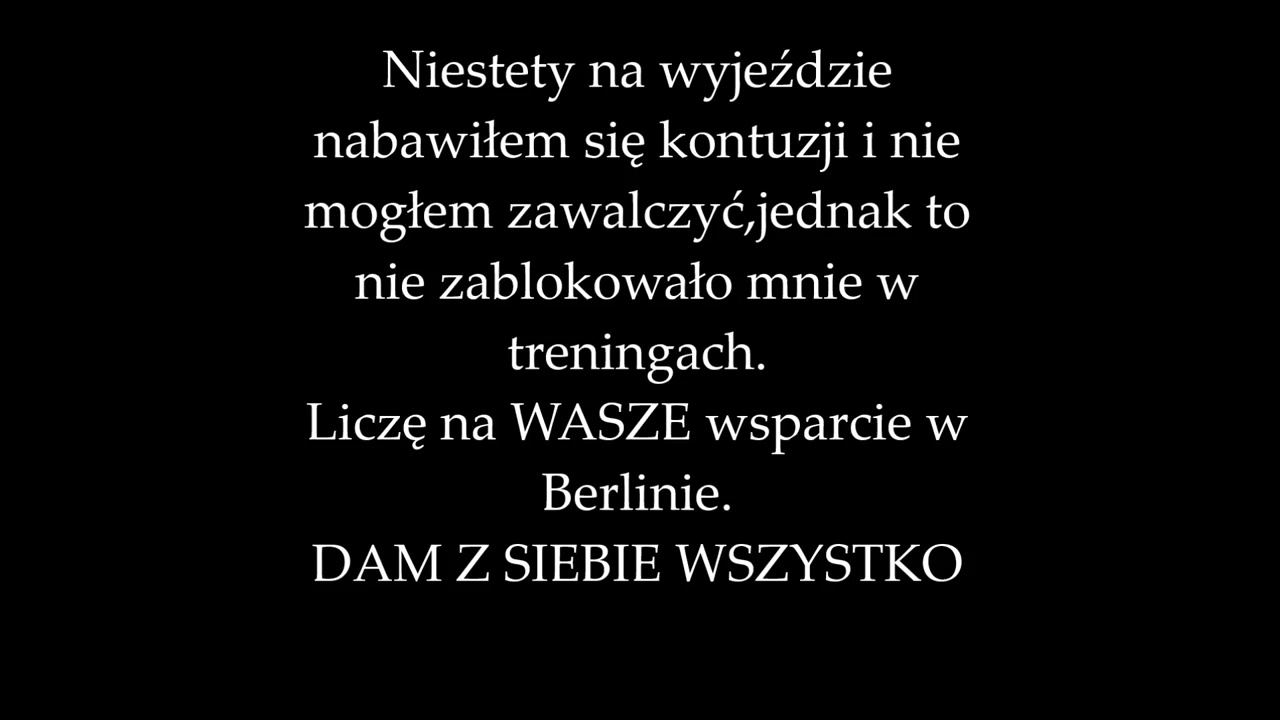 Niestety na wyjeździe
nabawiłem się kontuzji i nie
mogłem zawalczyć,jednak to
nie zablokowało mnie w
treningach.
Liczę na WASZE wsparcie w
Berlinie.
DAM Z SIEBIE WSZYSTKO